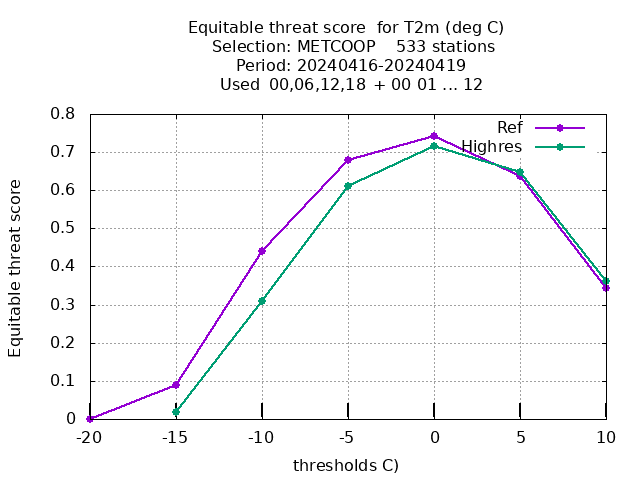 Equitable threat score  for T2m (deg C)
Selection: METCOOP    533 stations
Period: 20240416-20240419
Used  00,06,12,18  + 00 01 ... 12
Ref
Highres
Equitable threat score
0.8
0.7
0.6
0.5
0.4
0.3
0.2
0.1
0
-20 -15 -10 -5 0 5 10
thresholds C)